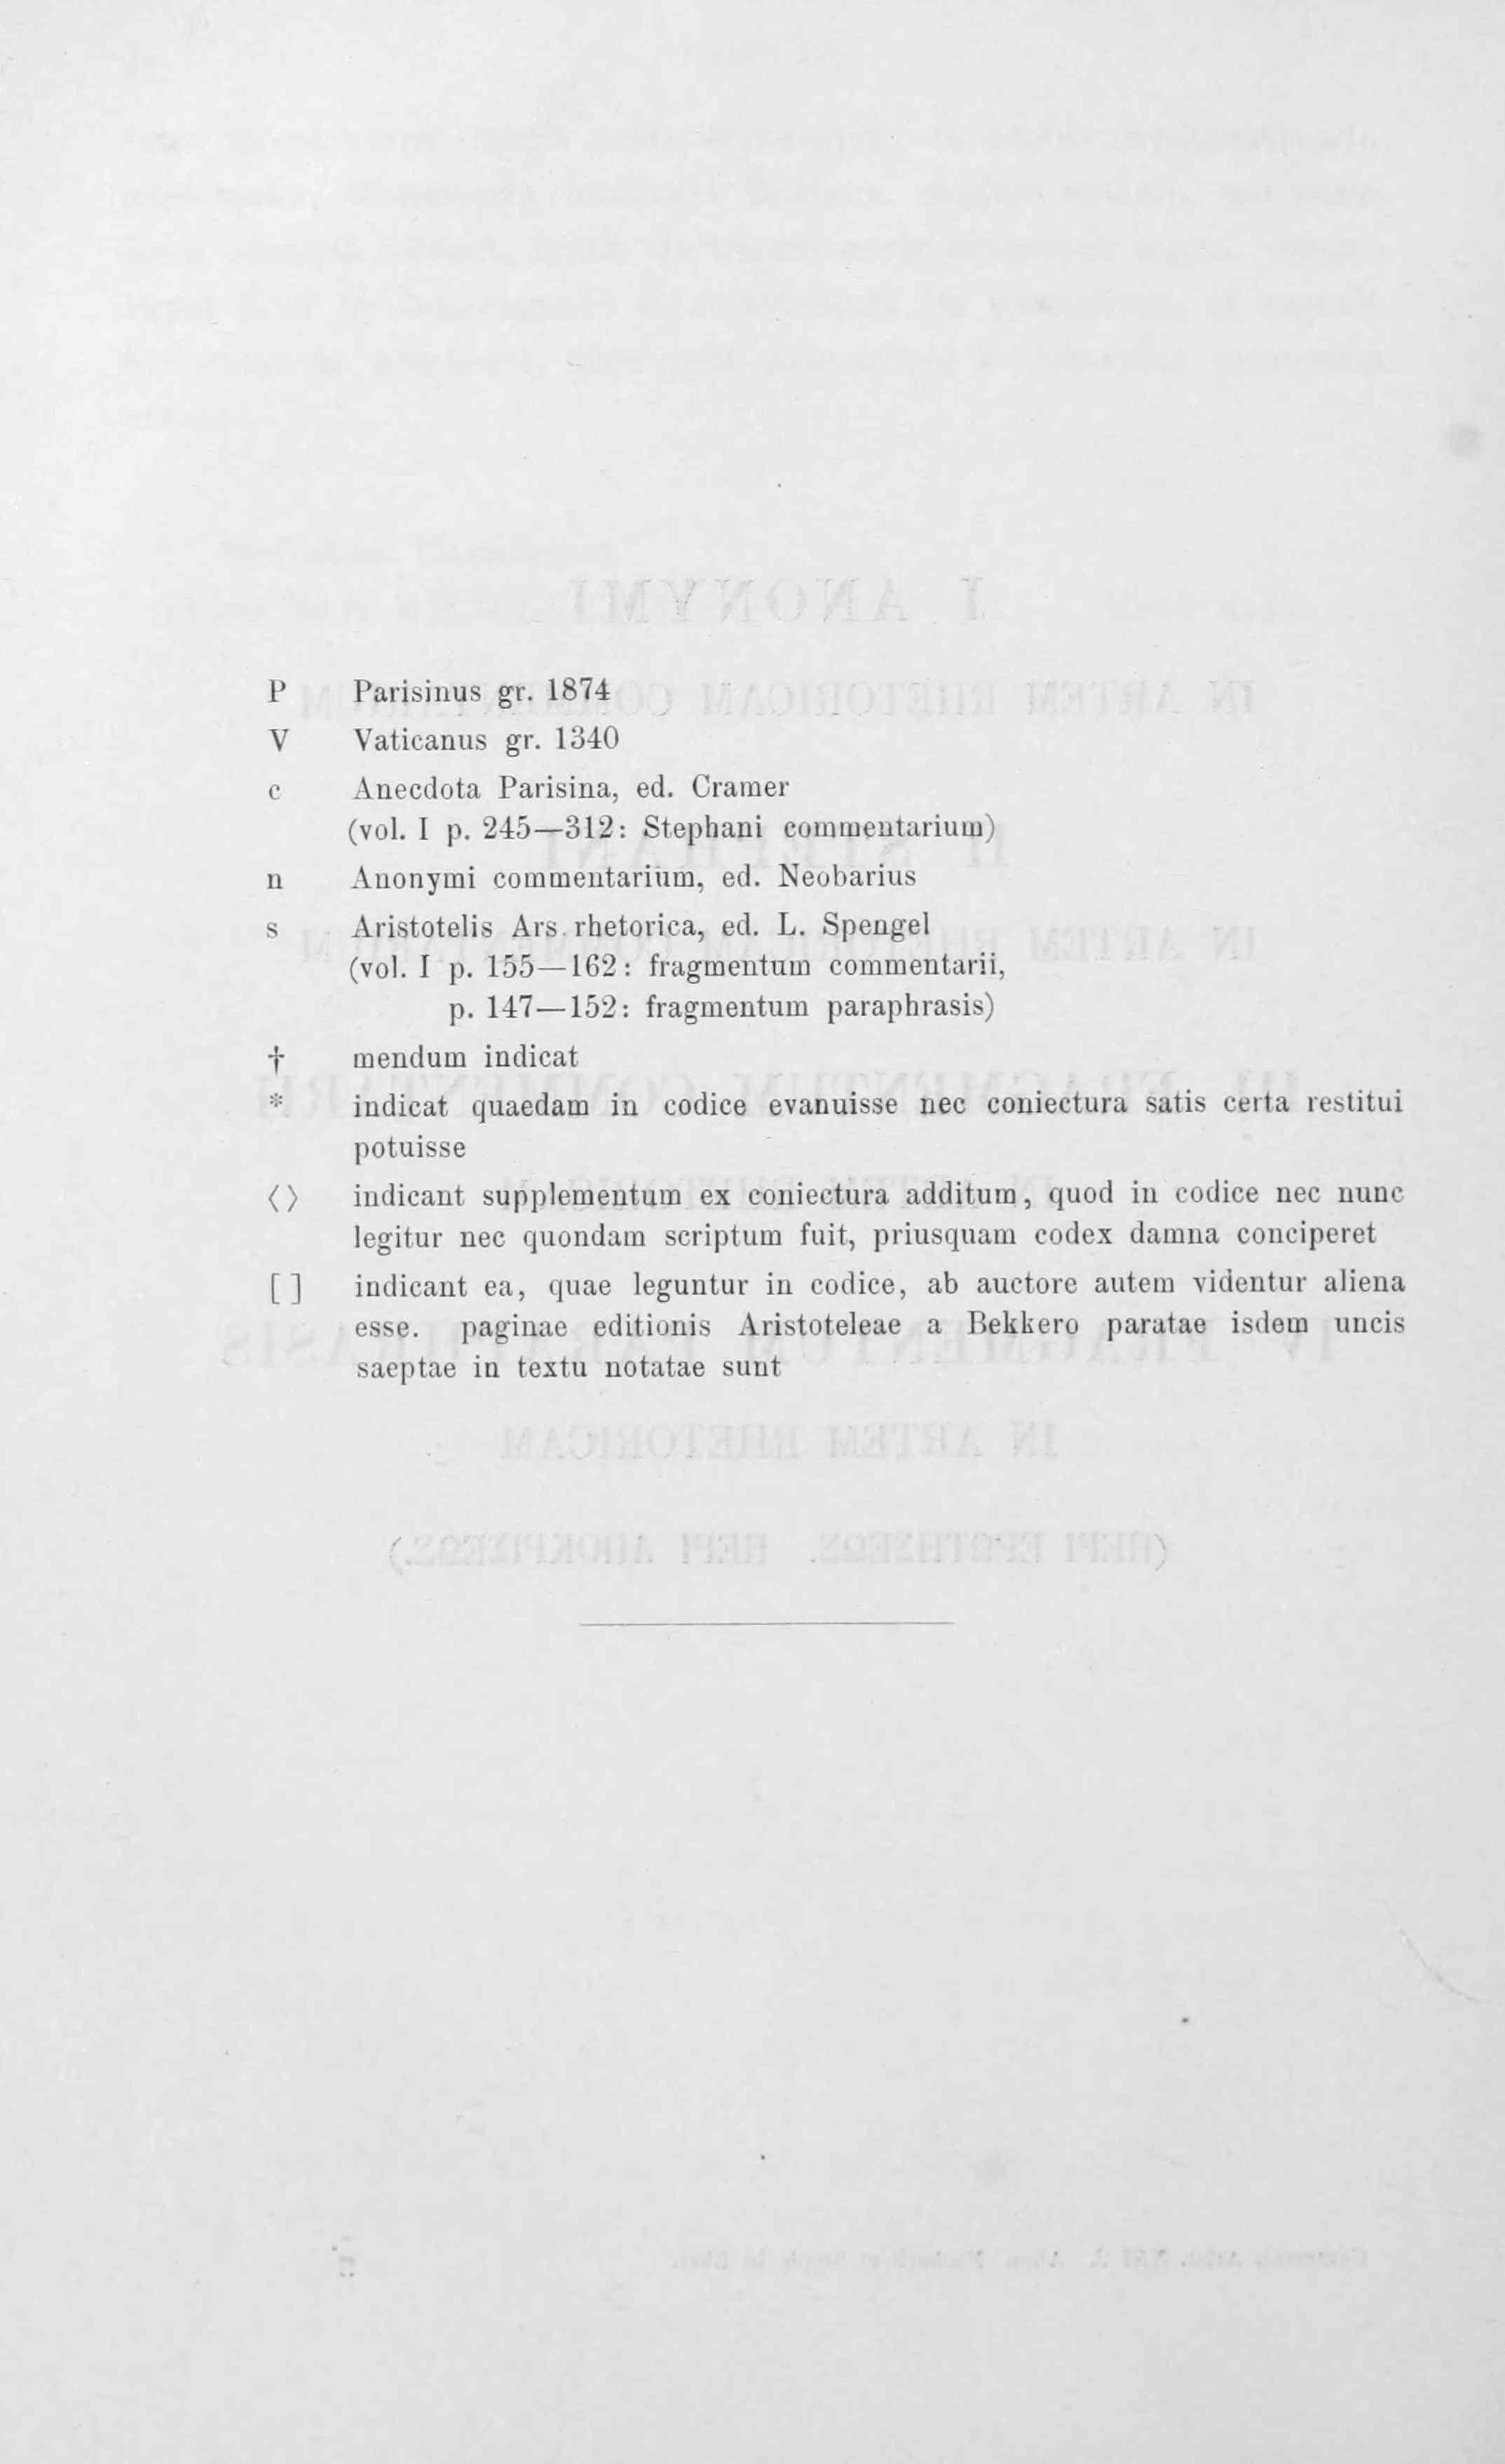 P Parisinus gr. 1874
V Vaticanus gr. 1340
c Anecdota Parisina, ed. Cramer
(vol. I p. 245—312: Stephani commentarium)
n Anonymi commentarium, ed. Neobarius
s Aristotelis Ars rhetorica, ed. L. Spengel
(vol. I p. 155—162: fragmentum commentarii,
p. 147—152: fragmentum paraphrasis)
† mendum indicat
* indicat quaedam in codice evanuisse nec coniectura satis certa restitui
potuisse
⟨ ⟩ indicant supplementum ex coniectura additum, quod in codice nec nunc
legitur nec quondam scriptum fuit, priusquam codex damna conciperet
[ ] indicant ea, quae leguntur in codice, ab auctore autem videntur aliena
esse. paginae editionis Aristoteleae a Bekkero paratae isdem uncis
saeptae in textu notatae sunt